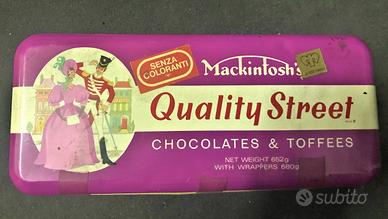 SENZA
COLORANTI
Mackintosh's
Quality Street
CHOCOLATES & TOFFEES
NET WEIGHT 652g
WITH WRAPPERS 680g
subito